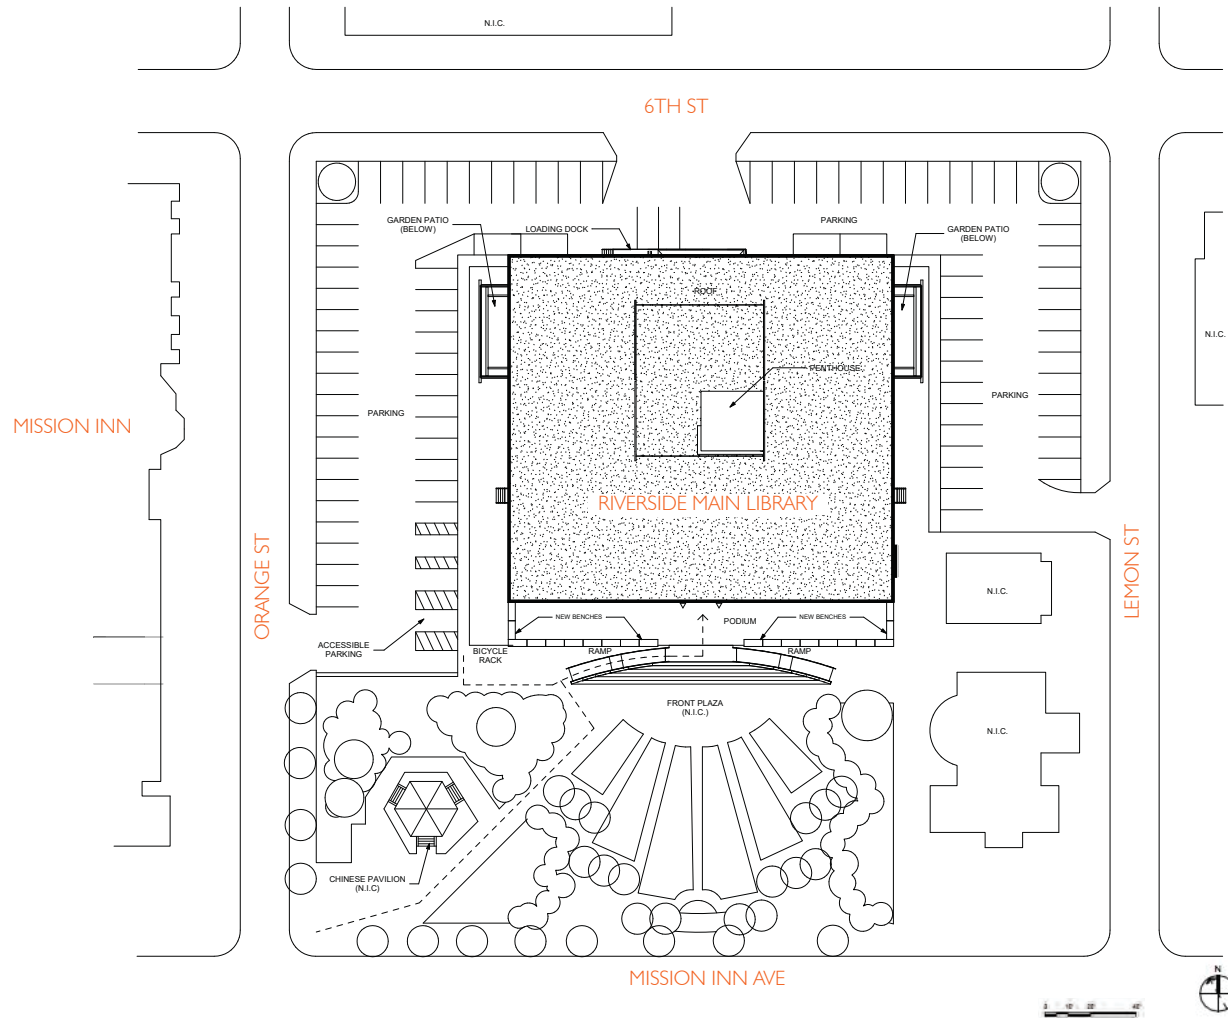 N.I.C.
6TH ST
GARDEN PATIO
(BELOW)
LOADING DOCK
PARKING
GARDEN PATIO
(BELOW)
ROOF
N.I.C.
PENTHOUSE
PARKING
PARKING
MISSION INN
RIVERSIDE MAIN LIBRARY
ORANGE ST
LEMON ST
N.I.C.
NEW BENCHES
PODIUM
NEW BENCHES
ACCESSIBLE
PARKING
BICYCLE
RACK
RAMP
RAMP
FRONT PLAZA
(N.I.C.)
N.I.C.
CHINESE PAVILION
(N.I.C)
MISSION INN AVE
N